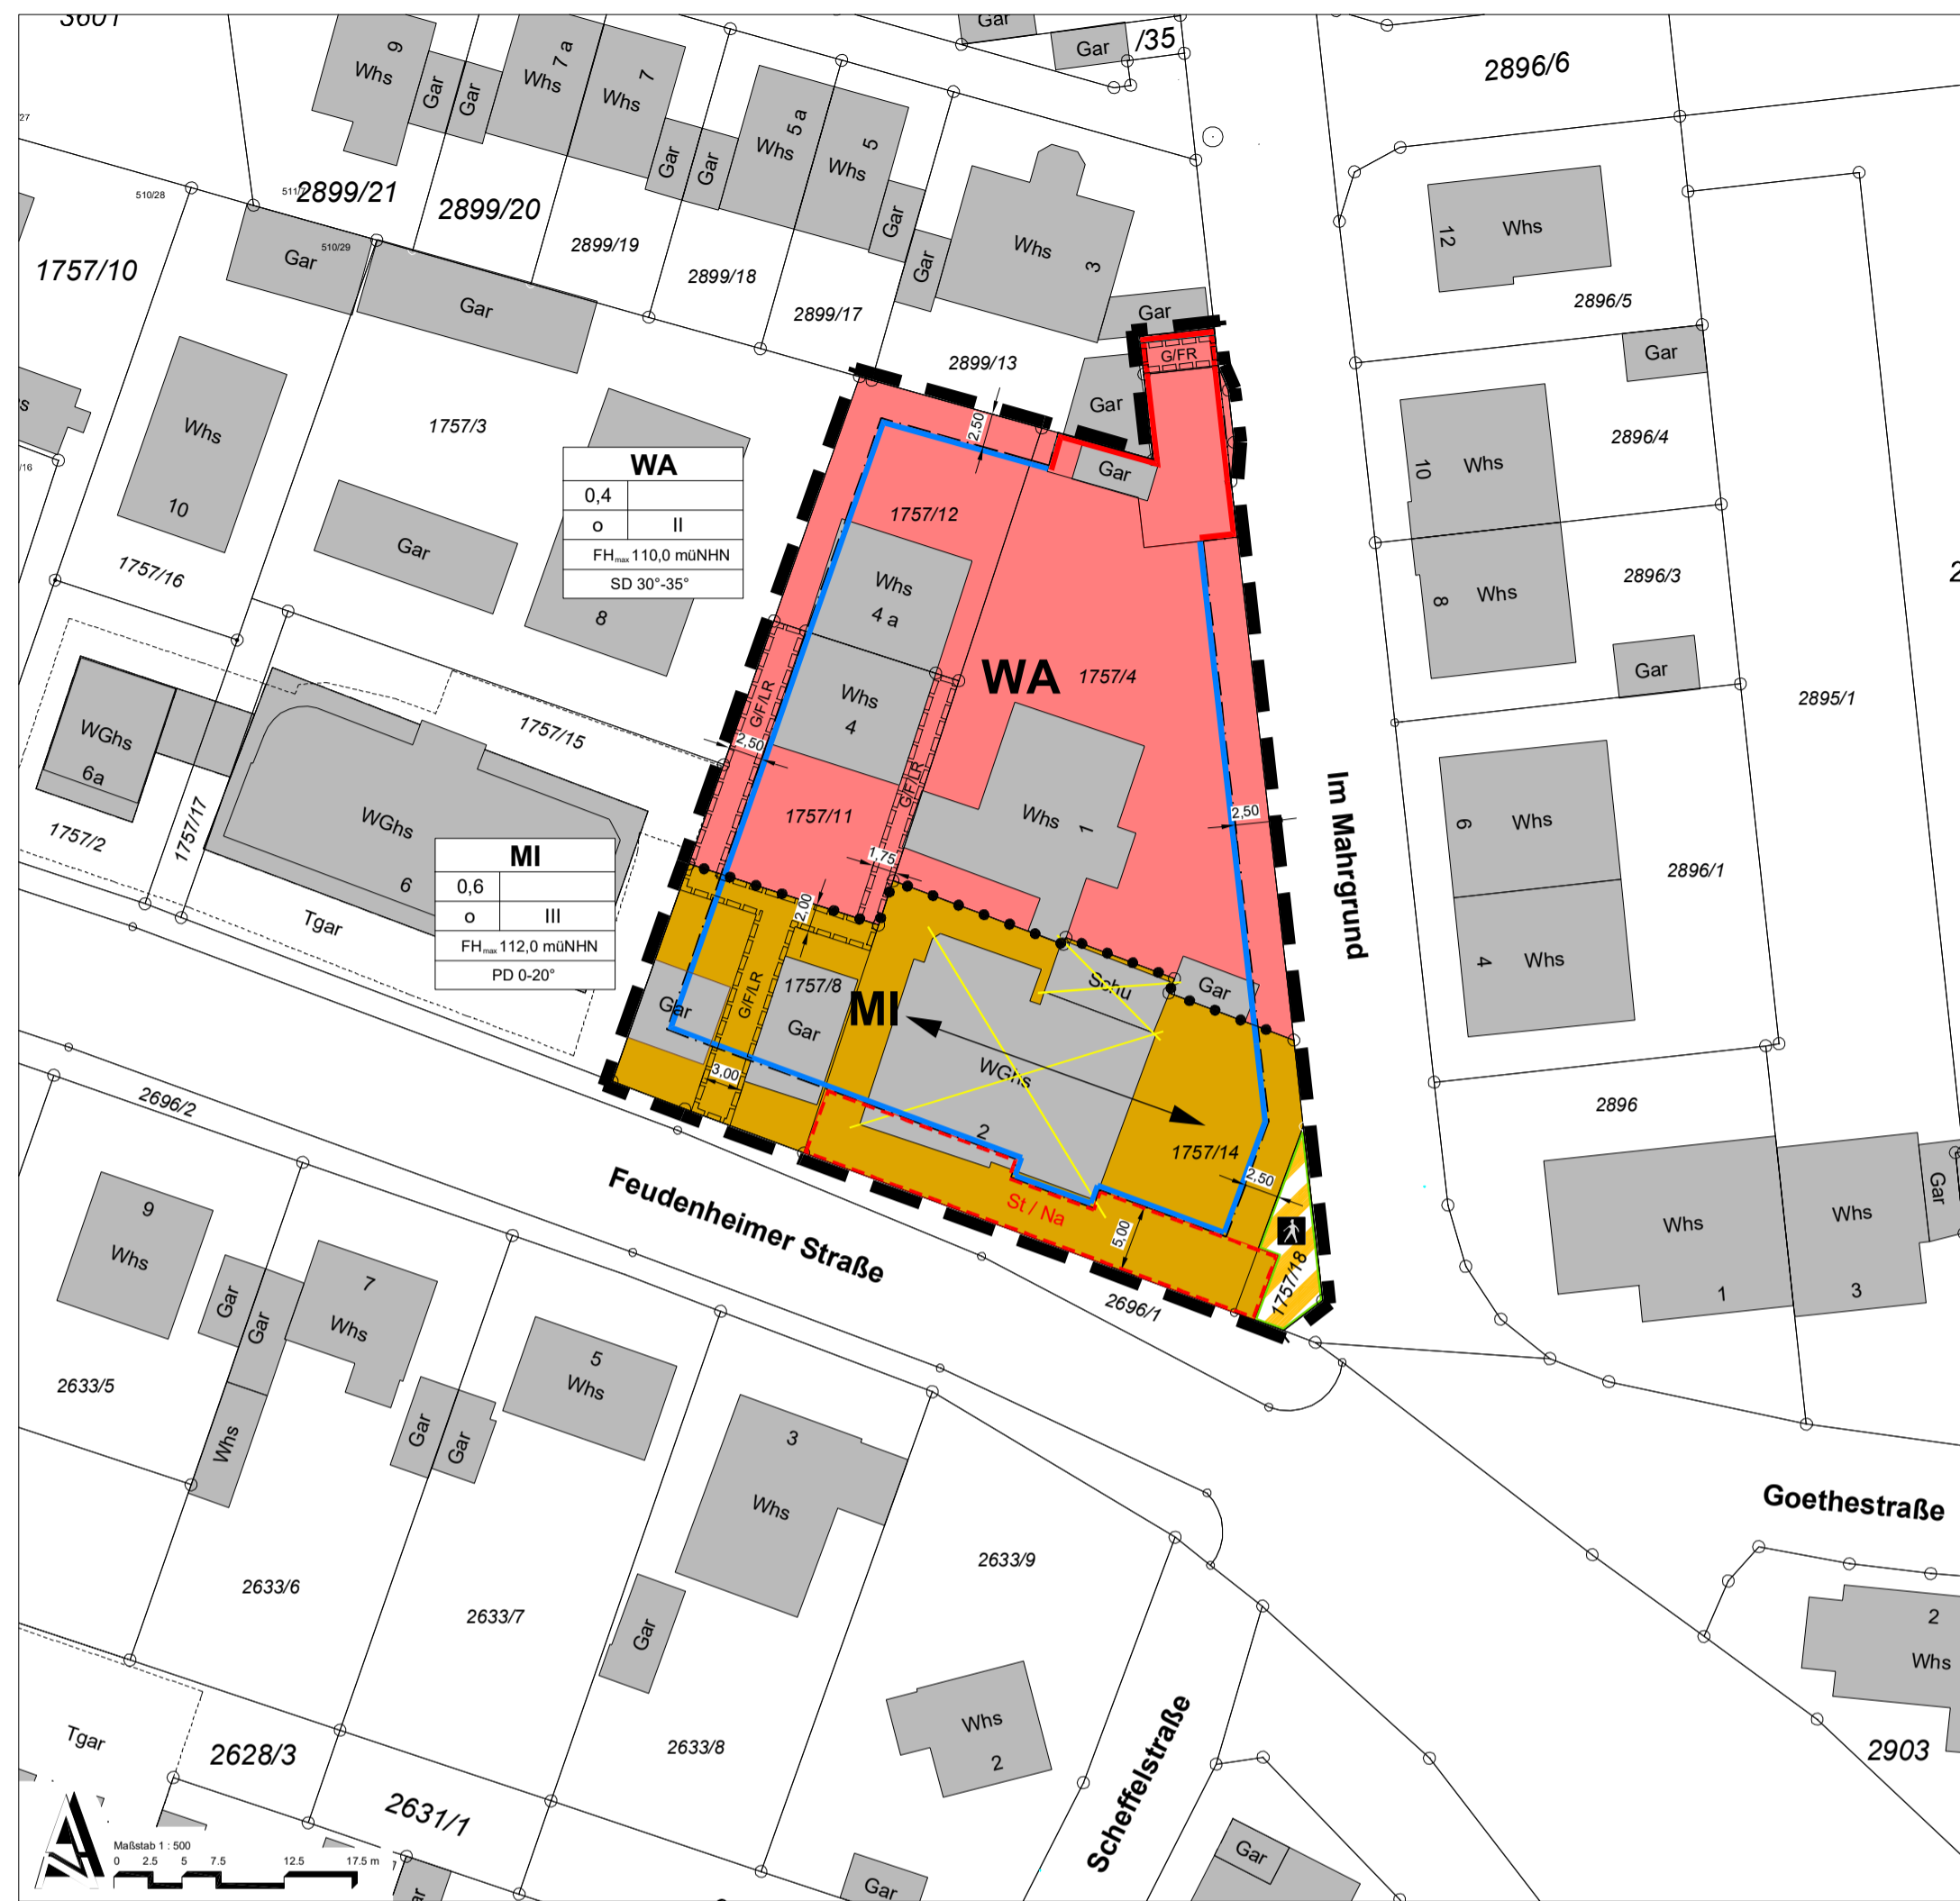 3601
Gar
Gar
/35
2896/6
9
Whs
Gar
Gar
Whs
7 a
Whs
7
Gar
Gar
Whs
5 a
Whs
5
Gar
Gar
Whs
3
Gar
27
510/28
511/7
2899/21
2899/20
2899/19
2899/18
2899/17
2899/13
12
Whs
2896/5
1757/10
Gar
510/29
Gar
Whs
10
1757/3
Gar
8
1757/16
/16
WA
0,4
o
II
FHmax 110,0 müNHN
SD 30°-35°
2,50
G/FR
Gar
Gar
1757/12
Whs
4 a
Whs
4
WA
1757/4
G/F/LR
2,50
1757/11
G/F/LR
1,75
Whs
1
2,50
Im Mahrgrund
Gar
2896/4
10
Whs
8
Whs
2896/3
Gar
2895/1
6
Whs
2896/1
4
Whs
2896
WGhs
6a
1757/2
1757/17
1757/15
WGhs
6
Tgar
MI
0,6
o
III
FHmax 112,0 müNHN
PD 0-20°
2,00
1757/8
Gar
G/F/LR
Gar
3,00
MI
Schu
Gar
WGhs
2
1757/14
2,50
St / Na
5,00
1757/18
2696/2
Feudenheimer Straße
2696/1
Whs
1
Whs
3
Gar
9
Whs
Gar
Gar
Whs
7
Whs
Gar
Gar
5
Whs
3
Whs
2633/5
2633/6
2633/7
Gar
2633/9
2633/8
Whs
2
Goethestraße
2
Whs
2903
Scheffelstraße
Gar
Tgar
2628/3
2631/1
Gar
Maßstab 1 : 500
0 2.5 5 7.5 12.5 17.5 m